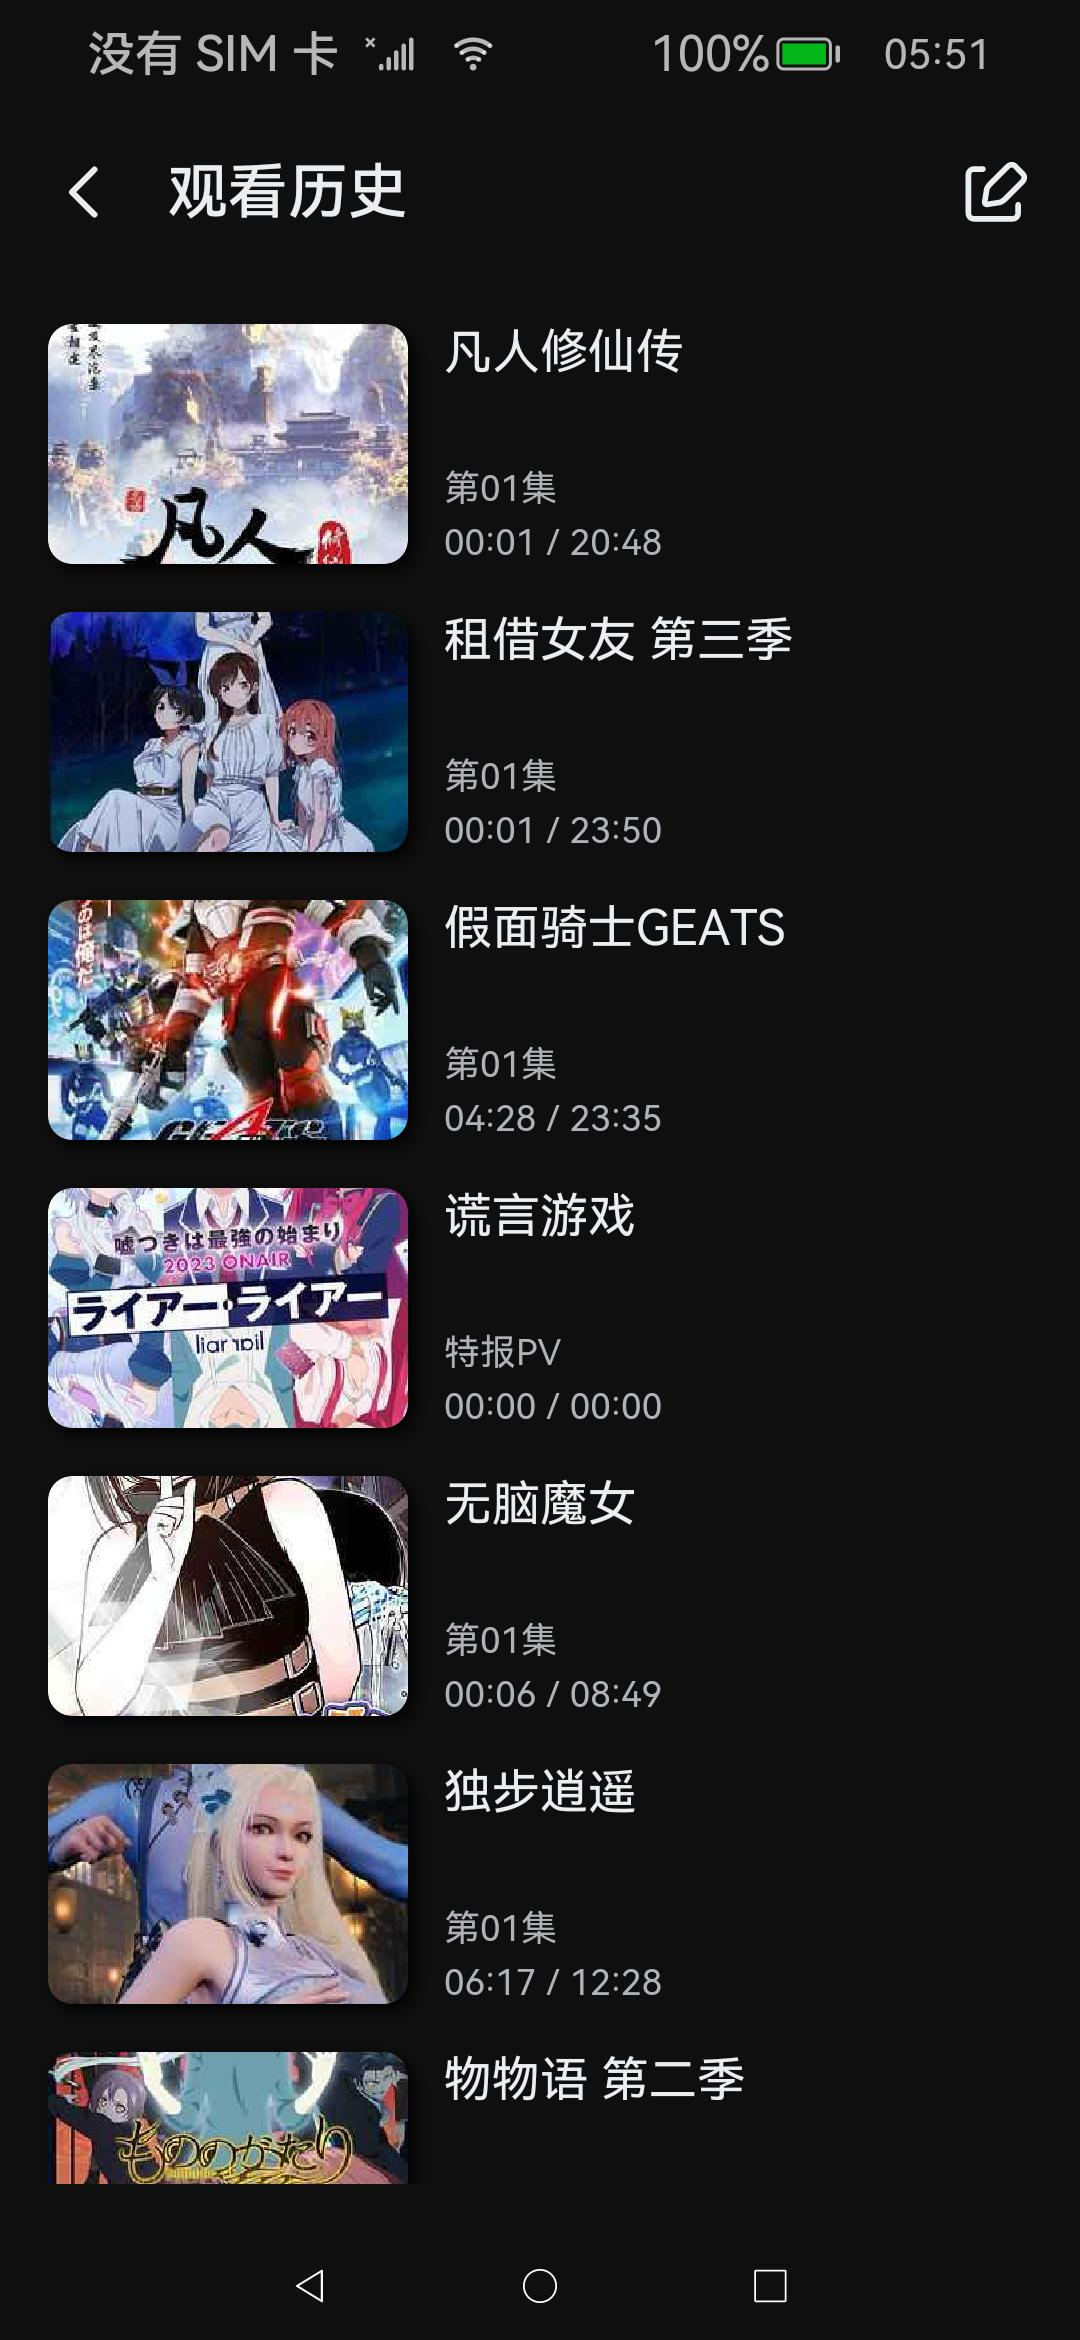 没有 SIM 卡
100%
05:51
观看历史
凡人修仙传
凡人
第01集
00:01 / 20:48
租借女友 第三季
第01集
00:01 / 23:50
假面骑士GEATS
第01集
04:28 / 23:35
谎言游戏
嘘つきは最強の始まり
2023 ONAIR
ライアー・ライアー
liar liar
特报PV
00:00 / 00:00
无脑魔女
第01集
00:06 / 08:49
独步逍遥
第01集
06:17 / 12:28
物物语 第二季
もののがたり